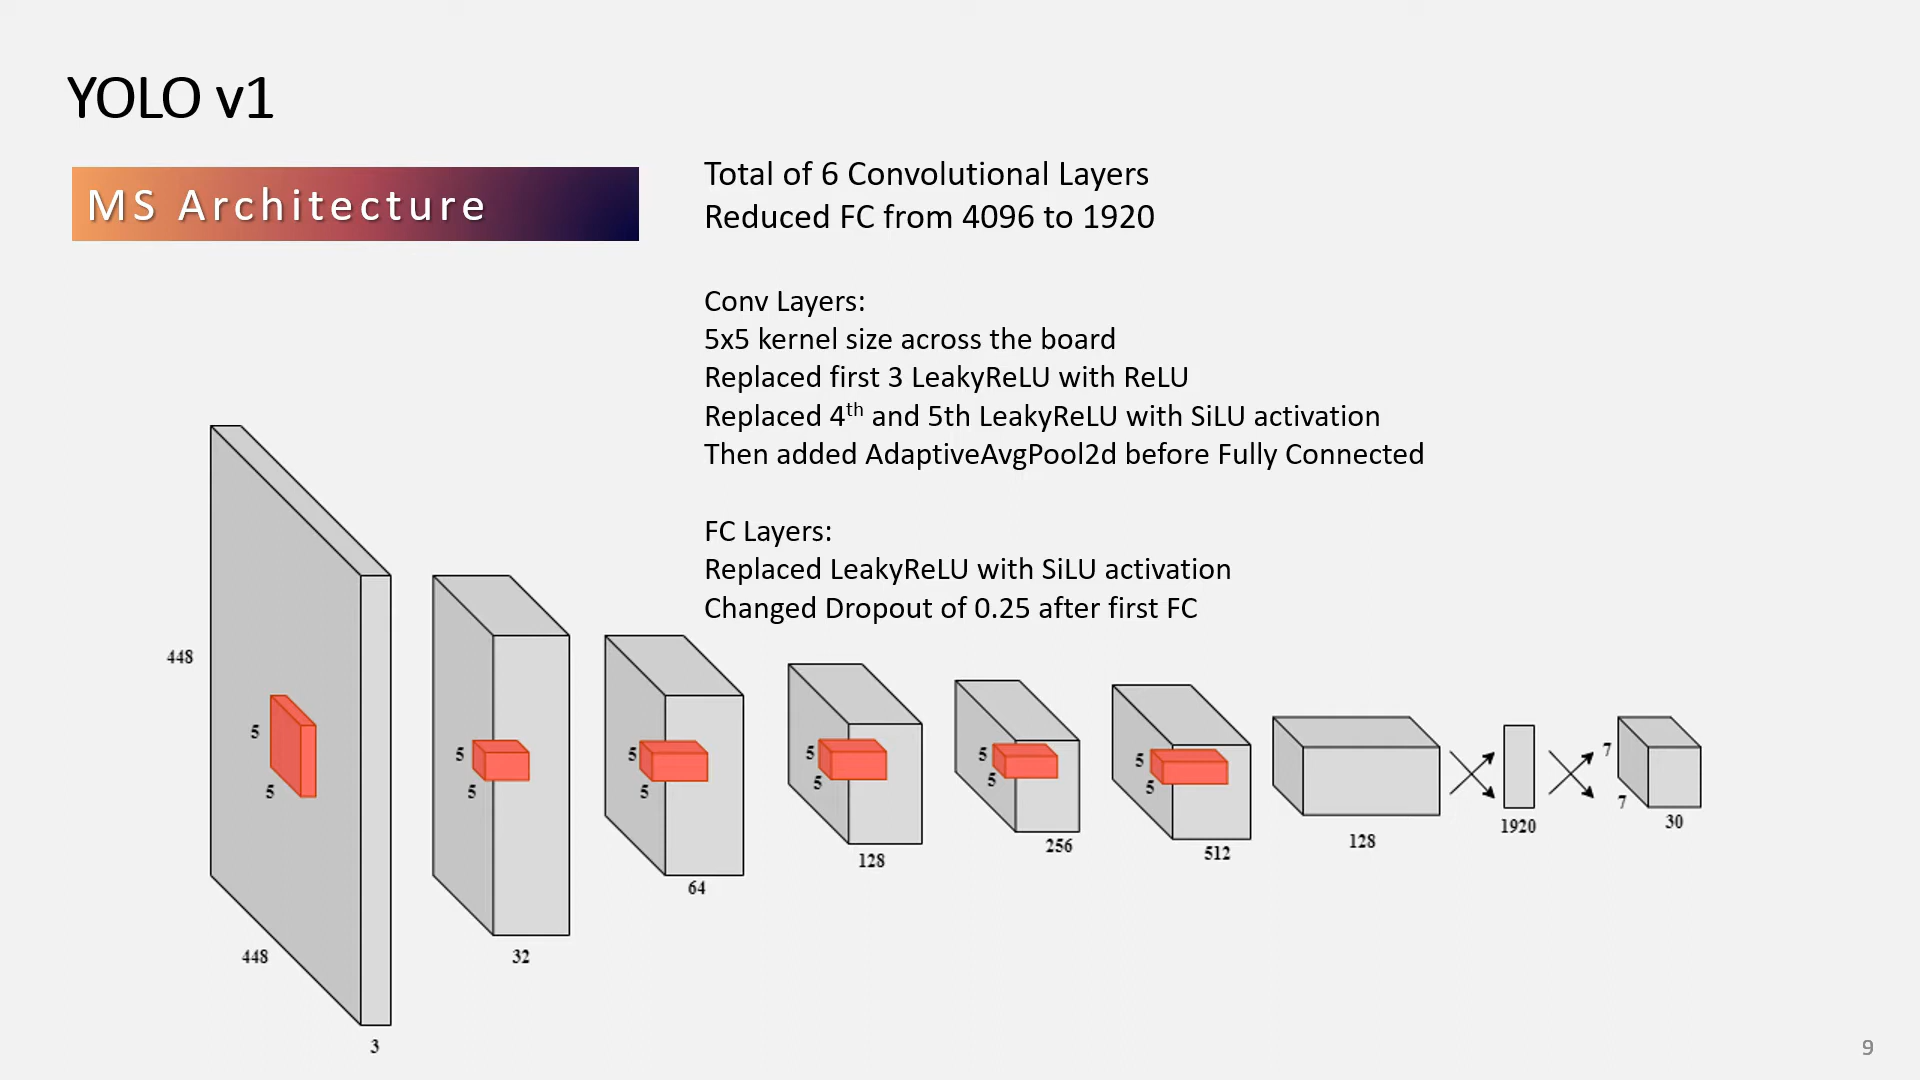 YOLO v1
MS Architecture
Total of 6 Convolutional Layers
Reduced FC from 4096 to 1920
Conv Layers:
5x5 kernel size across the board
Replaced first 3 LeakyReLU with ReLU
Replaced 4th and 5th LeakyReLU with SiLU activation
Then added AdaptiveAvgPool2d before Fully Connected
FC Layers:
Replaced LeakyReLU with SiLU activation
Changed Dropout of 0.25 after first FC
448
448
3
5
5
5
5
32
5
5
64
5
5
128
5
5
256
5
5
512
128
1920
7
7
30
9